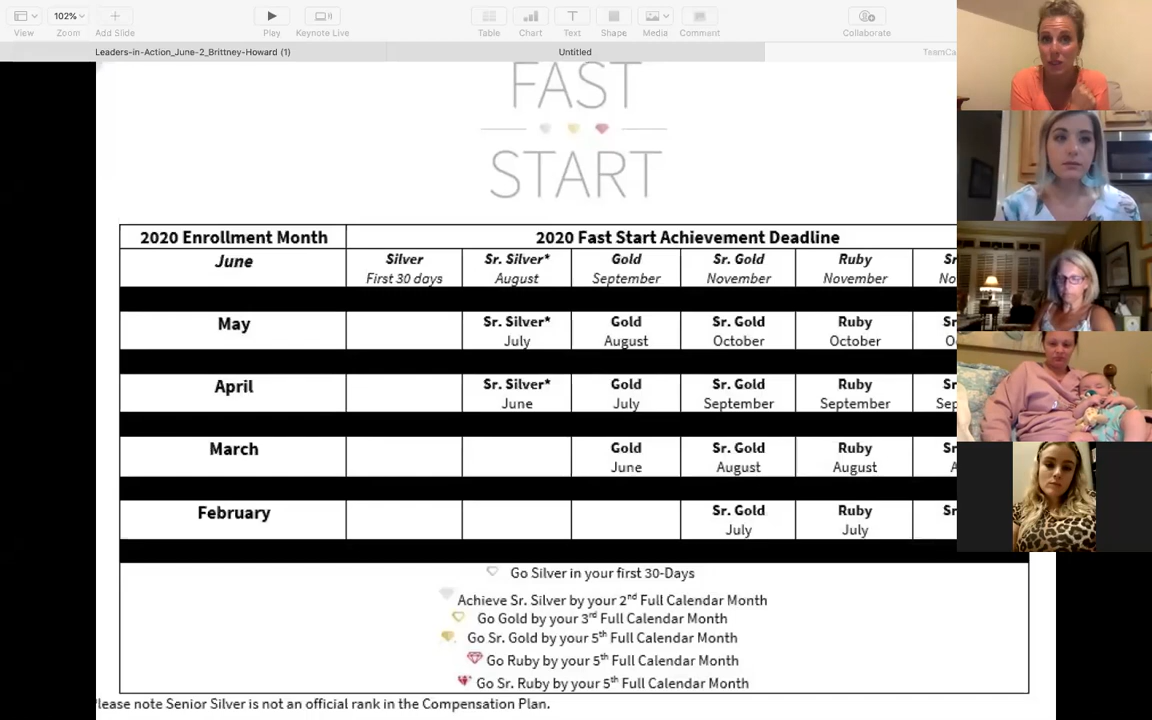 102%
View Zoom Add Slide Play Keynote Live Table Chart Text Shape Media Comment Collaborate
Leaders-in-Action_June-2_Brittney-Howard (1) Untitled
FAST
START
2020 Enrollment Month 2020 Fast Start Achievement Deadline
June Silver Sr. Silver* Gold Sr. Gold Ruby
First 30 days August September November November
May Sr. Silver* Gold Sr. Gold Ruby
July August October October
April Sr. Silver* Gold Sr. Gold Ruby
June July September September
March Gold Sr. Gold Ruby
June August August
February Sr. Gold Ruby
July July
Go Silver in your first 30-Days
Achieve Sr. Silver by your 2nd Full Calendar Month
Go Gold by your 3rd Full Calendar Month
Go Sr. Gold by your 5th Full Calendar Month
Go Ruby by your 5th Full Calendar Month
Go Sr. Ruby by your 5th Full Calendar Month
lease note Senior Silver is not an official rank in the Compensation Plan.